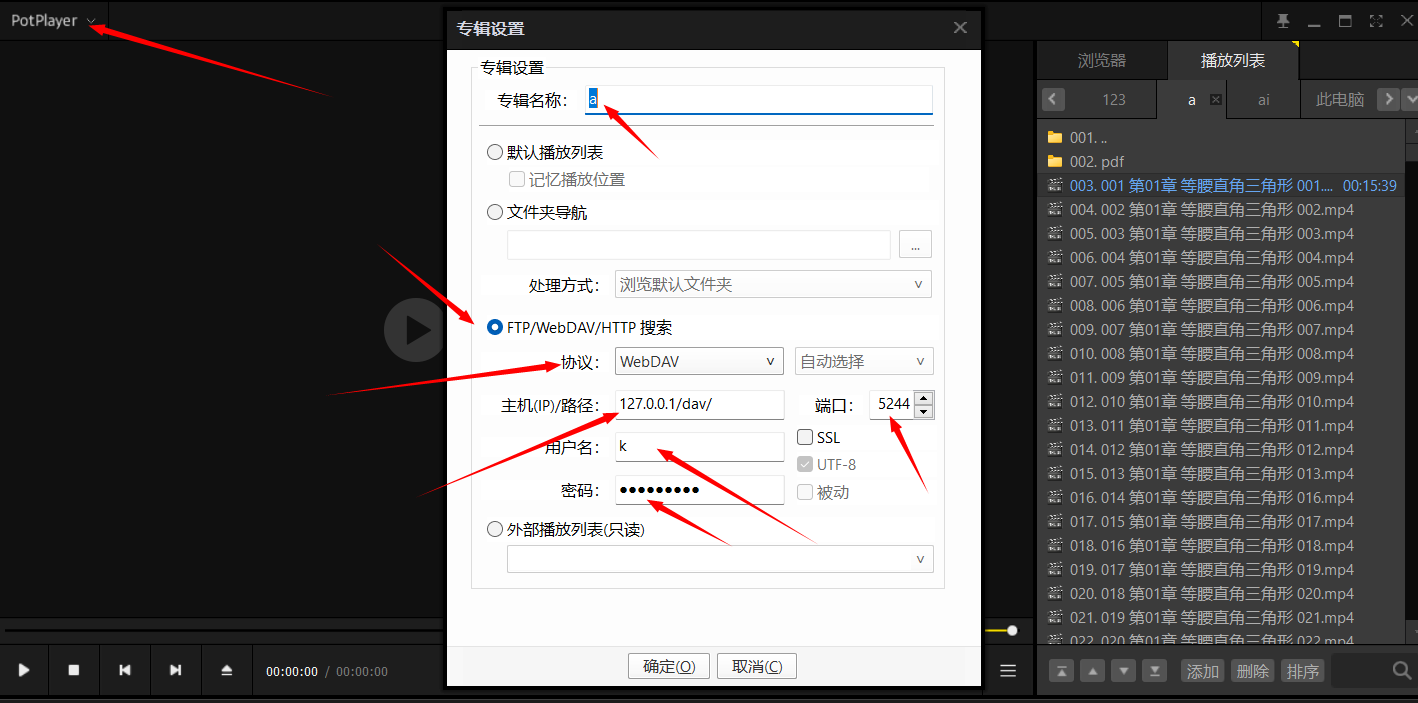 PotPlayer
专辑设置
专辑设置
专辑名称： a
默认播放列表
记忆播放位置
文件夹导航
...
处理方式： 浏览默认文件夹
FTP/WebDAV/HTTP 搜索
协议： WebDAV 自动选择
主机(IP)/路径： 127.0.0.1/dav/ 端口： 5244
用户名： k SSL
UTF-8
密码： ●●●●●●●●● 被动
外部播放列表(只读)
确定(O) 取消(C)
00:00:00 / 00:00:00
浏览器 播放列表
123 a ai 此电脑
001. ..
002. pdf
003. 001 第01章 等腰直角三角形 001.... 00:15:39
004. 002 第01章 等腰直角三角形 002.mp4
005. 003 第01章 等腰直角三角形 003.mp4
006. 004 第01章 等腰直角三角形 004.mp4
007. 005 第01章 等腰直角三角形 005.mp4
008. 006 第01章 等腰直角三角形 006.mp4
009. 007 第01章 等腰直角三角形 007.mp4
010. 008 第01章 等腰直角三角形 008.mp4
011. 009 第01章 等腰直角三角形 009.mp4
012. 010 第01章 等腰直角三角形 010.mp4
013. 011 第01章 等腰直角三角形 011.mp4
014. 012 第01章 等腰直角三角形 012.mp4
015. 013 第01章 等腰直角三角形 013.mp4
016. 014 第01章 等腰直角三角形 014.mp4
017. 015 第01章 等腰直角三角形 017.mp4
018. 016 第01章 等腰直角三角形 018.mp4
019. 017 第01章 等腰直角三角形 019.mp4
020. 018 第01章 等腰直角三角形 020.mp4
021. 019 第01章 等腰直角三角形 021.mp4
022. 020 第01章 等腰直角三角形 022.mp4
添加 删除 排序